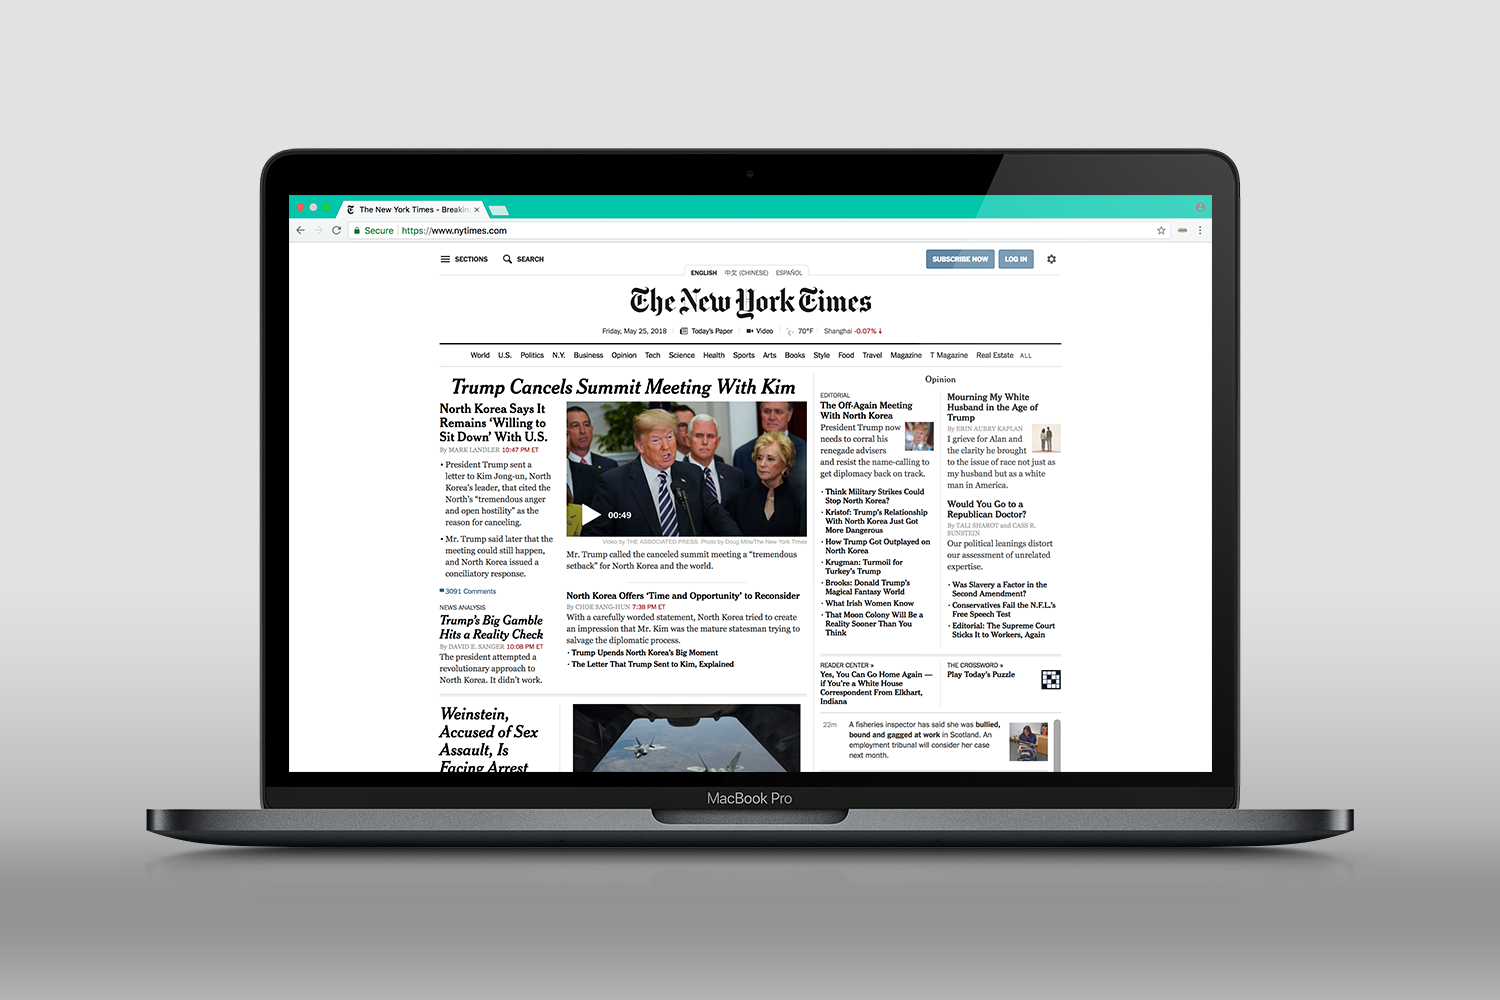 The New York Times - Breakin
Secure https://www.nytimes.com
SECTIONS SEARCH
SUBSCRIBE NOW LOG IN
ENGLISH 中文 (CHINESE) ESPAÑOL
The New York Times
Friday, May 25, 2018 Today's Paper Video 70°F Shanghai -0.07%
World U.S. Politics N.Y. Business Opinion Tech Science Health Sports Arts Books Style Food Travel Magazine T Magazine Real Estate ALL
Trump Cancels Summit Meeting With Kim
North Korea Says It
Remains ‘Willing to
Sit Down’ With U.S.
By MARK LANDLER 10:47 PM ET
• President Trump sent a
letter to Kim Jong-un, North
Korea’s leader, that cited the
North’s “tremendous anger
and open hostility” as the
reason for canceling.
• Mr. Trump said later that the
meeting could still happen,
and North Korea issued a
conciliatory response.
3091 Comments
NEWS ANALYSIS
Trump’s Big Gamble
Hits a Reality Check
By DAVID E. SANGER 10:08 PM ET
The president attempted a
revolutionary approach to
North Korea. It didn’t work.
00:49
Video by THE ASSOCIATED PRESS. Photo by Doug Mills/The New York Times
Mr. Trump called the canceled summit meeting a “tremendous
setback” for North Korea and the world.
North Korea Offers ‘Time and Opportunity’ to Reconsider
By CHOE SANG-HUN 7:38 PM ET
With a carefully worded statement, North Korea tried to create
an impression that Mr. Kim was the mature statesman trying to
salvage the diplomatic process.
• Trump Upends North Korea’s Big Moment
• The Letter That Trump Sent to Kim, Explained
Opinion
EDITORIAL
The Off-Again Meeting
With North Korea
President Trump now
needs to corral his
renegade advisers
and resist the name-calling to
get diplomacy back on track.
• Think Military Strikes Could
Stop North Korea?
• Kristof: Trump’s Relationship
With North Korea Just Got
More Dangerous
• How Trump Got Outplayed on
North Korea
• Krugman: Turmoil for
Turkey’s Trump
• Brooks: Donald Trump’s
Magical Fantasy World
• What Irish Women Know
• That Moon Colony Will Be a
Reality Sooner Than You
Think
Mourning My White
Husband in the Age of
Trump
By ERIN AUBRY KAPLAN
I grieve for Alan and
the clarity he brought
to the issue of race not just as
my husband but as a white
man in America.
Would You Go to a
Republican Doctor?
By TALI SHAROT and CASS R.
SUNSTEIN
Our political leanings distort
our assessment of unrelated
expertise.
• Was Slavery a Factor in the
Second Amendment?
• Conservatives Fail the N.F.L.’s
Free Speech Test
• Editorial: The Supreme Court
Sticks It to Workers, Again
READER CENTER »
Yes, You Can Go Home Again —
if You’re a White House
Correspondent From Elkhart,
Indiana
THE CROSSWORD »
Play Today’s Puzzle
22m
A fisheries inspector has said she was bullied,
bound and gagged at work in Scotland. An
employment tribunal will consider her case
next month.
Weinstein,
Accused of Sex
Assault, Is
Facing Arrest
MacBook Pro